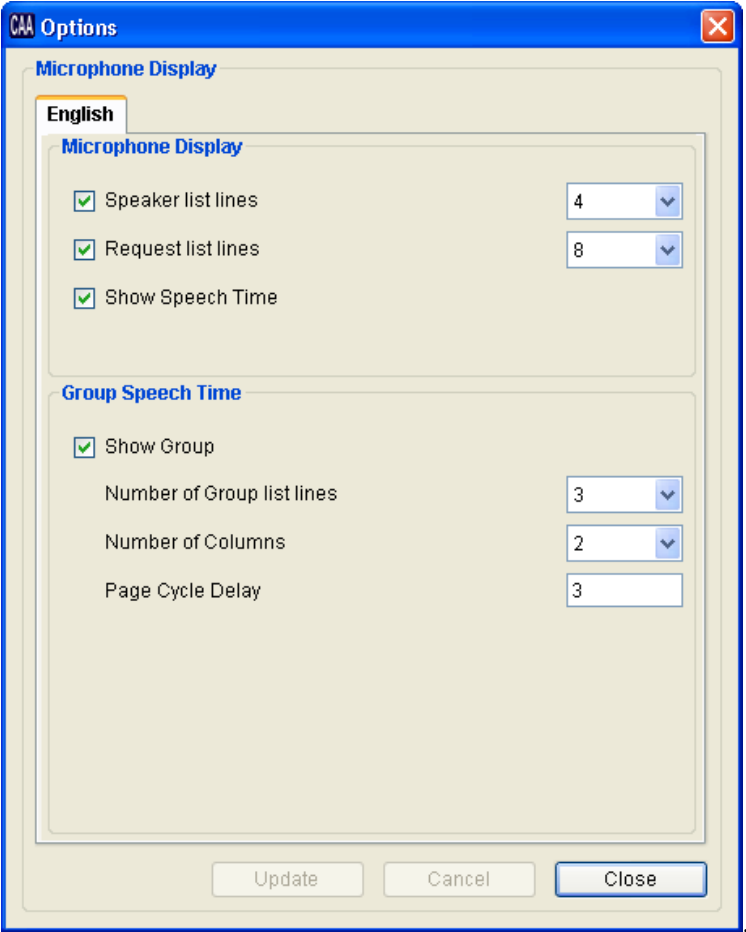 CAA Options
Microphone Display
English
Microphone Display
Speaker list lines 4
Request list lines 8
Show Speech Time
Group Speech Time
Show Group
Number of Group list lines 3
Number of Columns 2
Page Cycle Delay 3
Update Cancel Close